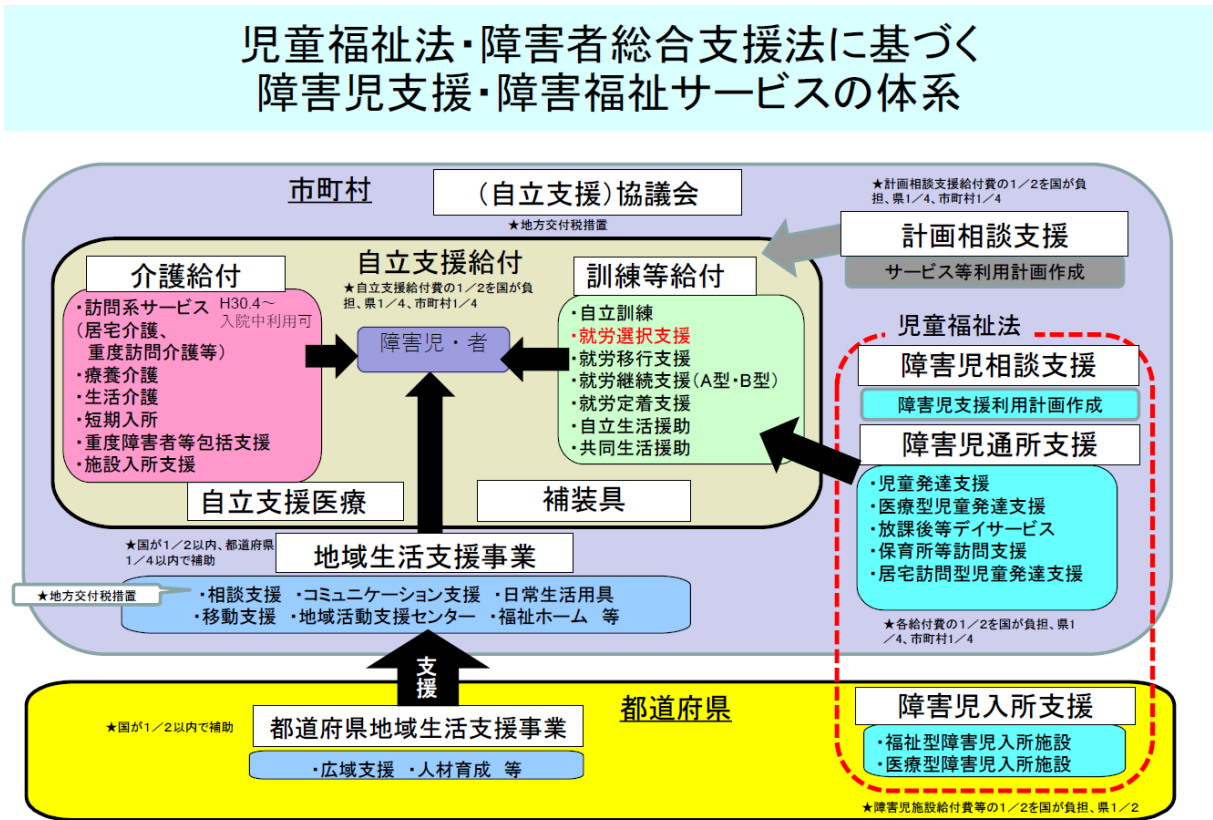 児童福祉法・障害者総合支援法に基づく
障害児支援・障害福祉サービスの体系
市町村
（自立支援）協議会
★地方交付税措置
★計画相談支援給付費の1／2を国が負
担、県1／4、市町村1／4
計画相談支援
サービス等利用計画作成
自立支援給付
★自立支援給付費の1／2を国が負
担、県1／4、市町村1／4
障害児・者
介護給付
・訪問系サービス
H30.4～
入院中利用可
（居宅介護、
重度訪問介護等）
・療養介護
・生活介護
・短期入所
・重度障害者等包括支援
・施設入所支援
訓練等給付
・自立訓練
・就労選択支援
・就労移行支援
・就労継続支援（A型・B型）
・就労定着支援
・自立生活援助
・共同生活援助
自立支援医療
補装具
児童福祉法
障害児相談支援
障害児支援利用計画作成
障害児通所支援
・児童発達支援
・医療型児童発達支援
・放課後等デイサービス
・保育所等訪問支援
・居宅訪問型児童発達支援
★各給付費の1／2を国が負担、県1
／4、市町村1／4
★国が1／2以内、都道府県
1／4以内で補助
地域生活支援事業
★地方交付税措置
・相談支援 ・コミュニケーション支援 ・日常生活用具
・移動支援 ・地域活動支援センター ・福祉ホーム 等
支援
都道府県
★国が1／2以内で補助
都道府県地域生活支援事業
・広域支援 ・人材育成 等
障害児入所支援
・福祉型障害児入所施設
・医療型障害児入所施設
★障害児施設給付費等の1／2を国が負担、県1／2